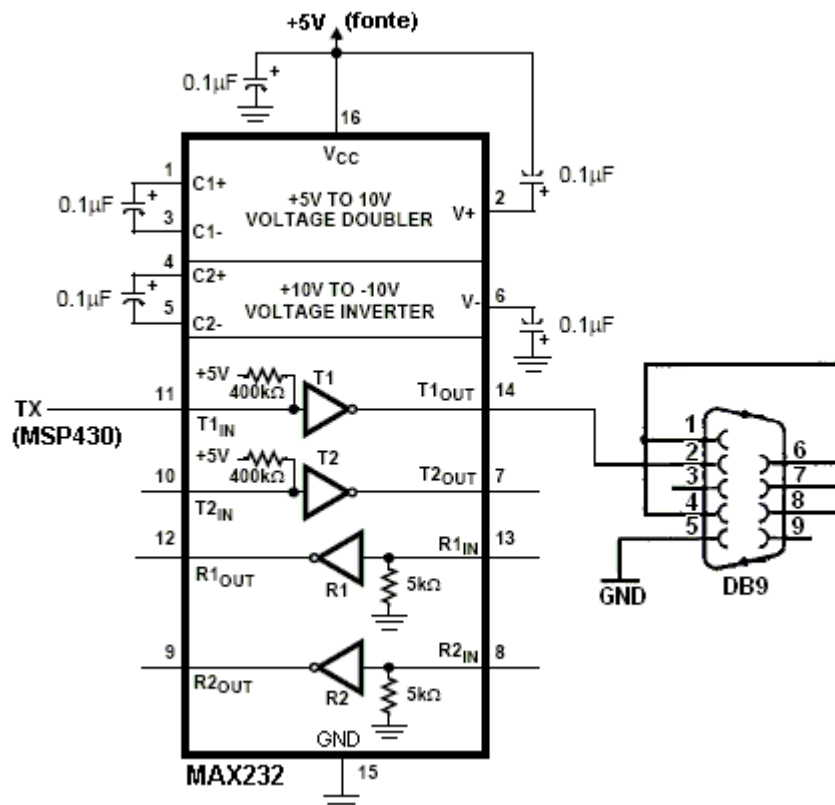 +5V (fonte)
0.1µF +
16
VCC
1
C1+
0.1µF +
3
C1-
+5V TO 10V
VOLTAGE DOUBLER
V+
2
0.1µF
+
4
C2+
0.1µF +
5
C2-
+10V TO -10V
VOLTAGE INVERTER
V-
6
0.1µF
+
TX
(MSP430)
11
T1IN
+5V
400kΩ
T1
T1OUT
14
10
T2IN
+5V
400kΩ
T2
T2OUT
7
12
R1OUT
R1
R1IN
13
5kΩ
9
R2OUT
R2
R2IN
8
5kΩ
GND
15
MAX232
1
2
3
4
5
6
7
8
9
GND
DB9